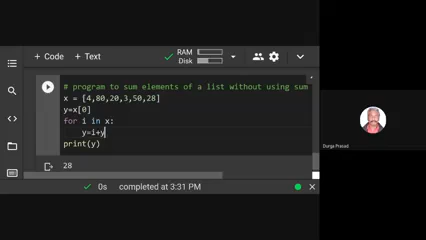 + Code + Text
RAM
Disk
# program to sum elements of a list without using sum
x = [4,80,20,3,50,28]
y=x[0]
for i in x:
y=i+y
print(y)
28
0s completed at 3:31 PM
Durga Prasad